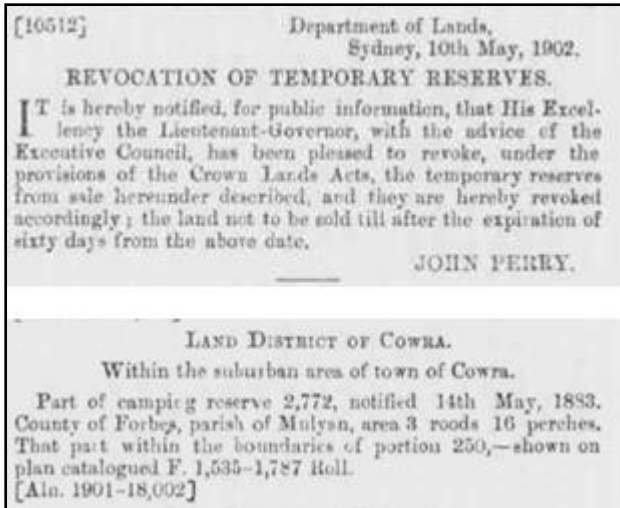 [10512] Department of Lands,
Sydney, 10th May, 1902.
REVOCATION OF TEMPORARY RESERVES.
IT is hereby notified, for public information, that His Excel-
lency the Lieutenant-Governor, with the advice of the
Executive Council, has been pleased to revoke, under the
provisions of the Crown Lands Acts, the temporary reserves
from sale hereunder described, and they are hereby revoked
accordingly; the land not to be sold till after the expiration of
sixty days from the above date.
JOHN PERRY.
LAND DISTRICT OF COWRA.
Within the suburban area of town of Cowra.
Part of camping reserve 2,772, notified 14th May, 1883.
County of Forbes, parish of Mulyan, area 3 roods 16 perches.
That part within the boundaries of portion 250,—shown on
plan catalogued F. 1,535-1,787 Roll.
[Aln. 1901-18,002]